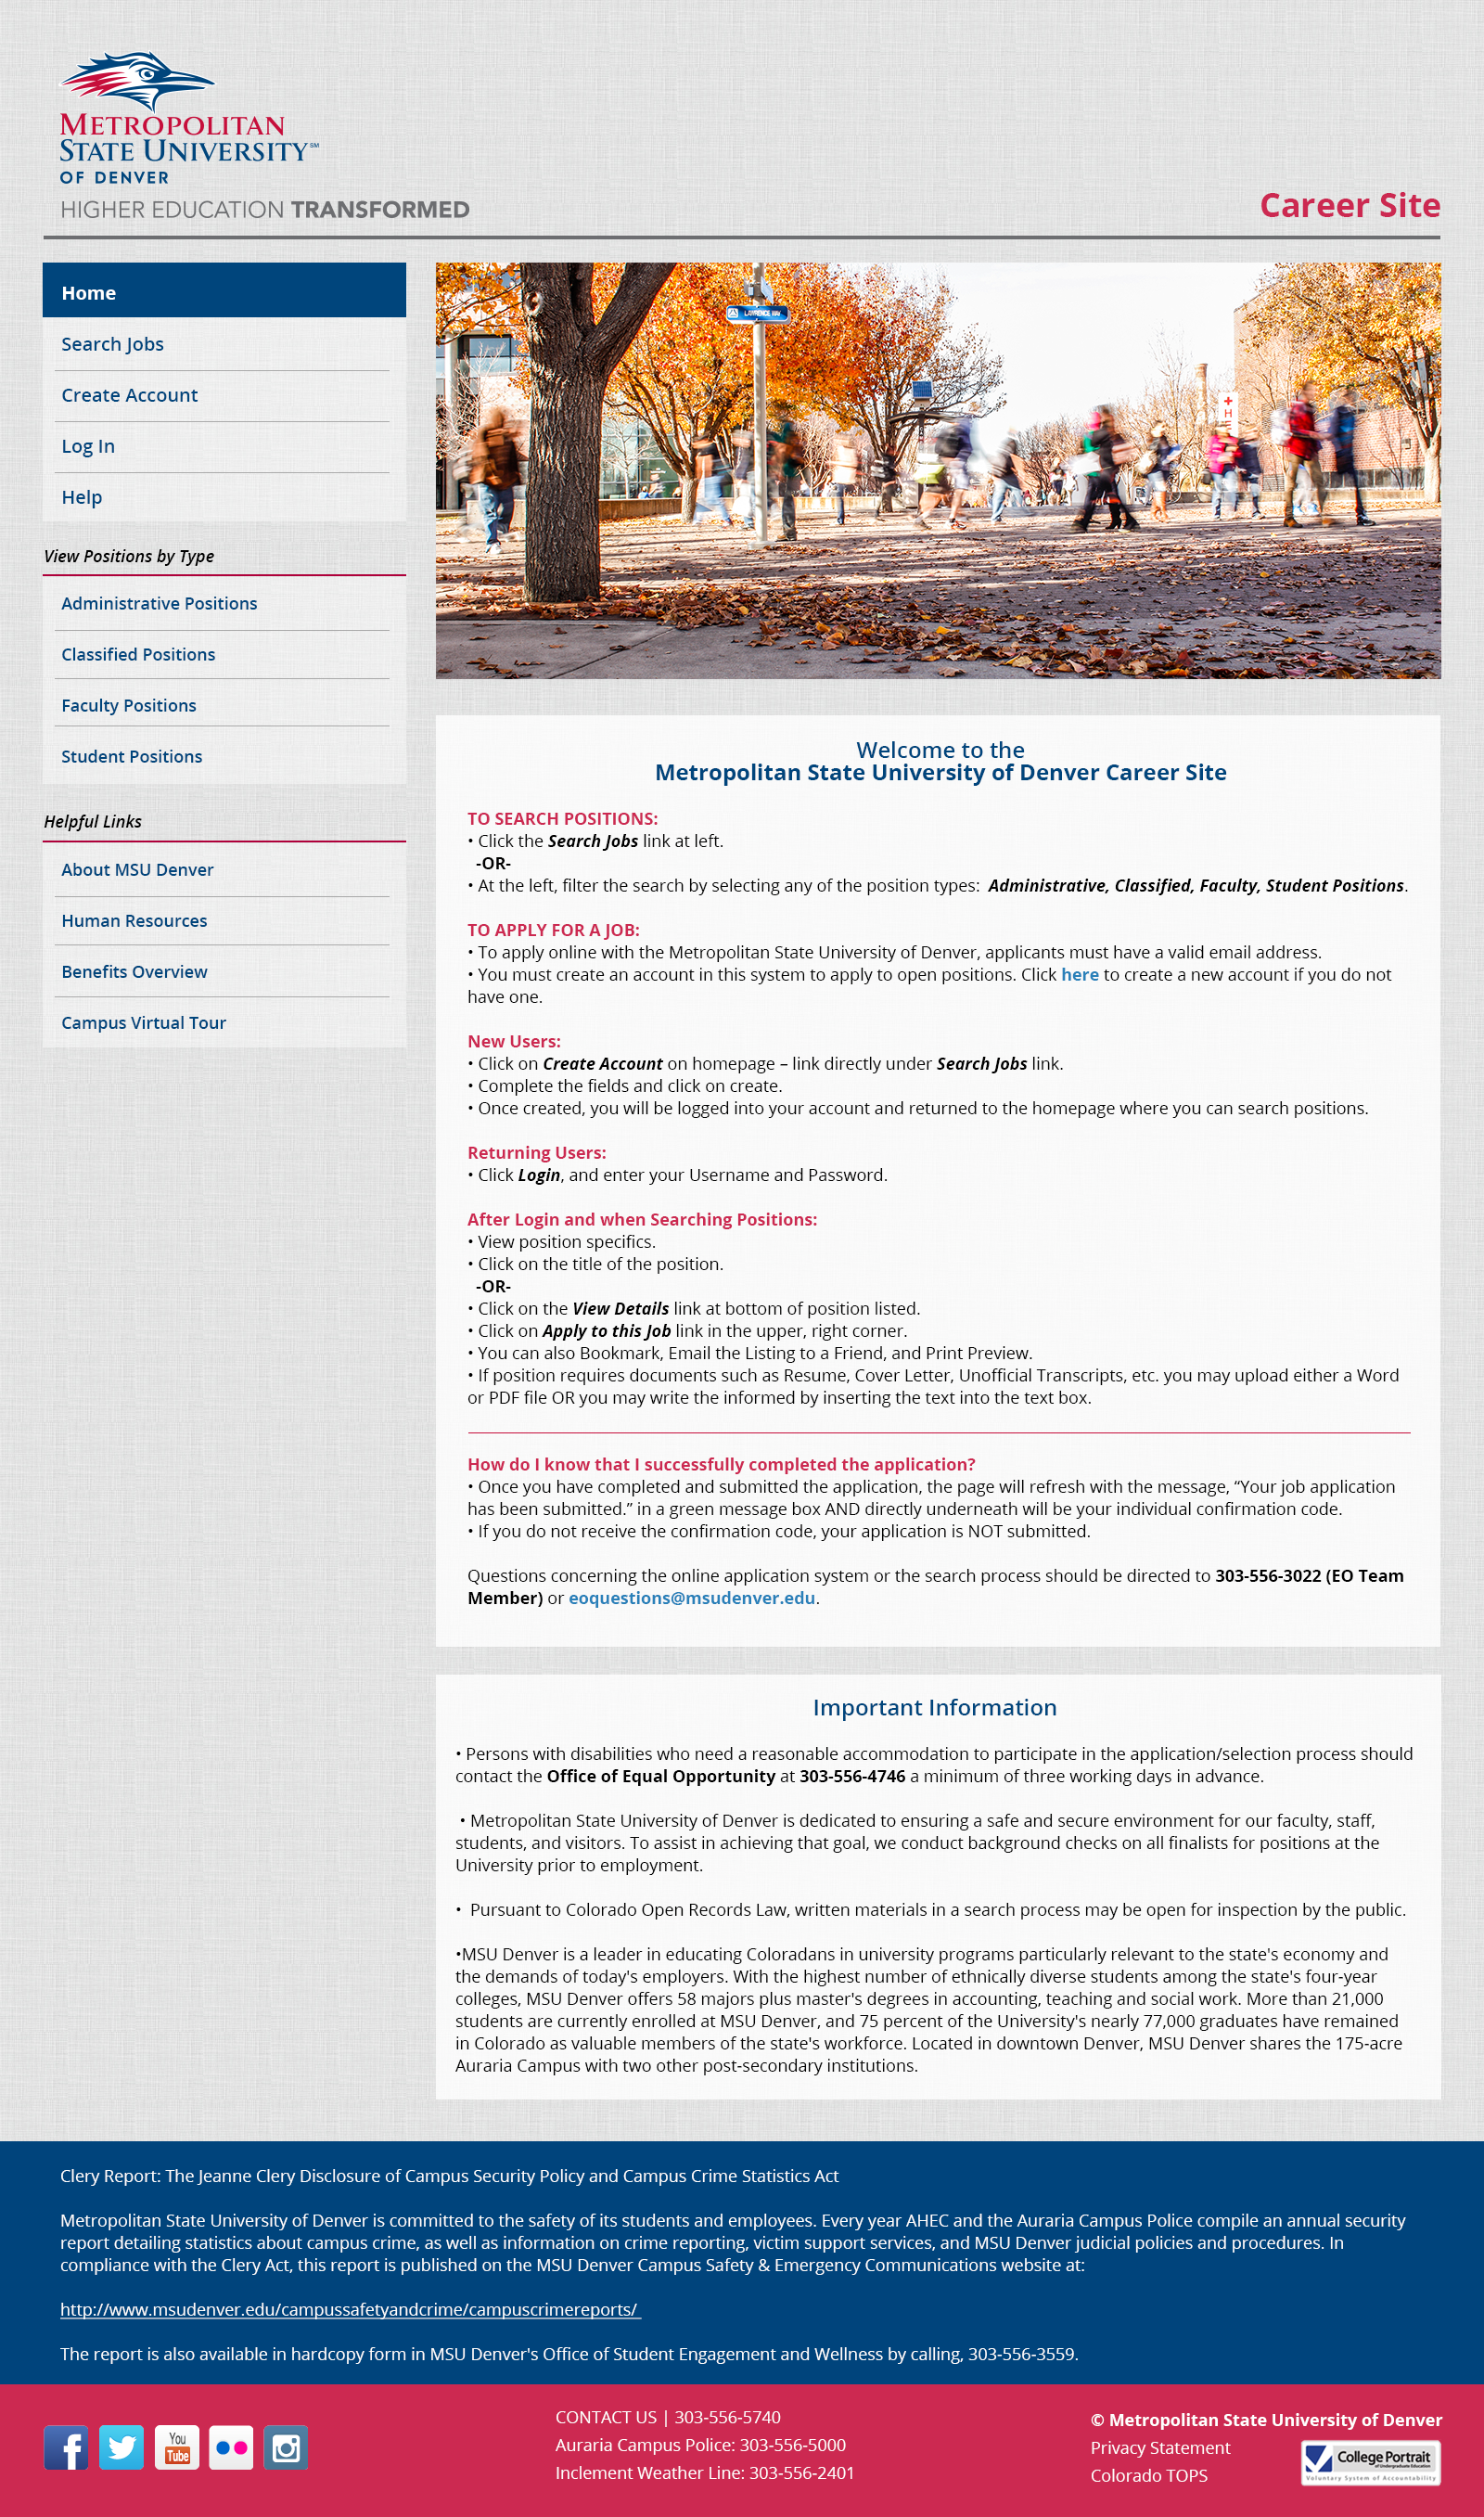 METROPOLITAN
STATE UNIVERSITY℠
OF DENVER
HIGHER EDUCATION TRANSFORMED
Career Site
Home
Search Jobs
Create Account
Log In
Help
View Positions by Type
Administrative Positions
Classified Positions
Faculty Positions
Student Positions
Helpful Links
About MSU Denver
Human Resources
Benefits Overview
Campus Virtual Tour
LAWRENCE WAY
H
Welcome to the
Metropolitan State University of Denver Career Site
TO SEARCH POSITIONS:
• Click the Search Jobs link at left.
-OR-
• At the left, filter the search by selecting any of the position types: Administrative, Classified, Faculty, Student Positions.
TO APPLY FOR A JOB:
• To apply online with the Metropolitan State University of Denver, applicants must have a valid email address.
• You must create an account in this system to apply to open positions. Click here to create a new account if you do not
have one.
New Users:
• Click on Create Account on homepage – link directly under Search Jobs link.
• Complete the fields and click on create.
• Once created, you will be logged into your account and returned to the homepage where you can search positions.
Returning Users:
• Click Login, and enter your Username and Password.
After Login and when Searching Positions:
• View position specifics.
• Click on the title of the position.
-OR-
• Click on the View Details link at bottom of position listed.
• Click on Apply to this Job link in the upper, right corner.
• You can also Bookmark, Email the Listing to a Friend, and Print Preview.
• If position requires documents such as Resume, Cover Letter, Unofficial Transcripts, etc. you may upload either a Word
or PDF file OR you may write the informed by inserting the text into the text box.
How do I know that I successfully completed the application?
• Once you have completed and submitted the application, the page will refresh with the message, “Your job application
has been submitted.” in a green message box AND directly underneath will be your individual confirmation code.
• If you do not receive the confirmation code, your application is NOT submitted.
Questions concerning the online application system or the search process should be directed to 303-556-3022 (EO Team
Member) or eoquestions@msudenver.edu.
Important Information
• Persons with disabilities who need a reasonable accommodation to participate in the application/selection process should
contact the Office of Equal Opportunity at 303-556-4746 a minimum of three working days in advance.
• Metropolitan State University of Denver is dedicated to ensuring a safe and secure environment for our faculty, staff,
students, and visitors. To assist in achieving that goal, we conduct background checks on all finalists for positions at the
University prior to employment.
• Pursuant to Colorado Open Records Law, written materials in a search process may be open for inspection by the public.
•MSU Denver is a leader in educating Coloradans in university programs particularly relevant to the state's economy and
the demands of today's employers. With the highest number of ethnically diverse students among the state's four-year
colleges, MSU Denver offers 58 majors plus master's degrees in accounting, teaching and social work. More than 21,000
students are currently enrolled at MSU Denver, and 75 percent of the University's nearly 77,000 graduates have remained
in Colorado as valuable members of the state's workforce. Located in downtown Denver, MSU Denver shares the 175-acre
Auraria Campus with two other post-secondary institutions.
Clery Report: The Jeanne Clery Disclosure of Campus Security Policy and Campus Crime Statistics Act
Metropolitan State University of Denver is committed to the safety of its students and employees. Every year AHEC and the Auraria Campus Police compile an annual security
report detailing statistics about campus crime, as well as information on crime reporting, victim support services, and MSU Denver judicial policies and procedures. In
compliance with the Clery Act, this report is published on the MSU Denver Campus Safety & Emergency Communications website at:
http://www.msudenver.edu/campussafetyandcrime/campuscrimereports/
The report is also available in hardcopy form in MSU Denver's Office of Student Engagement and Wellness by calling, 303-556-3559.
f
You
Tube
CONTACT US | 303-556-5740
Auraria Campus Police: 303-556-5000
Inclement Weather Line: 303-556-2401
© Metropolitan State University of Denver
Privacy Statement
Colorado TOPS
College Portrait
of Undergraduate Education
Voluntary System of Accountability